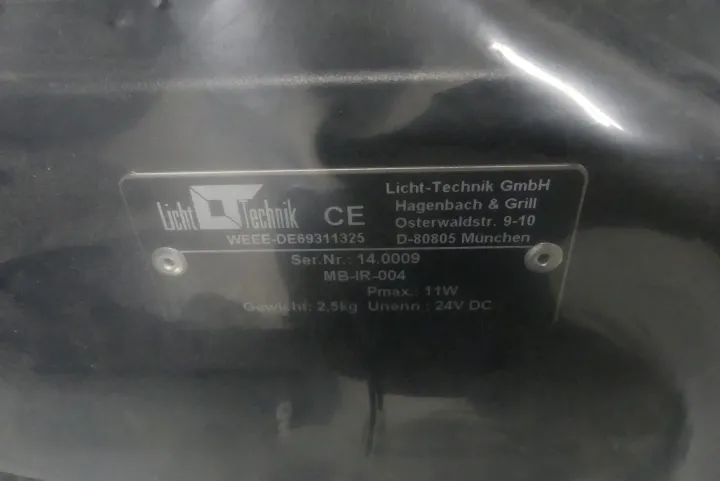 Licht Technik CE
WEEE-DE69311325
Licht-Technik GmbH
Hagenbach & Grill
Osterwaldstr. 9-10
D-80805 München
Ser.Nr.: 14.0009
MB-IR-004
Pmax.: 11W
Gewicht: 2,5kg Unenn : 24V DC